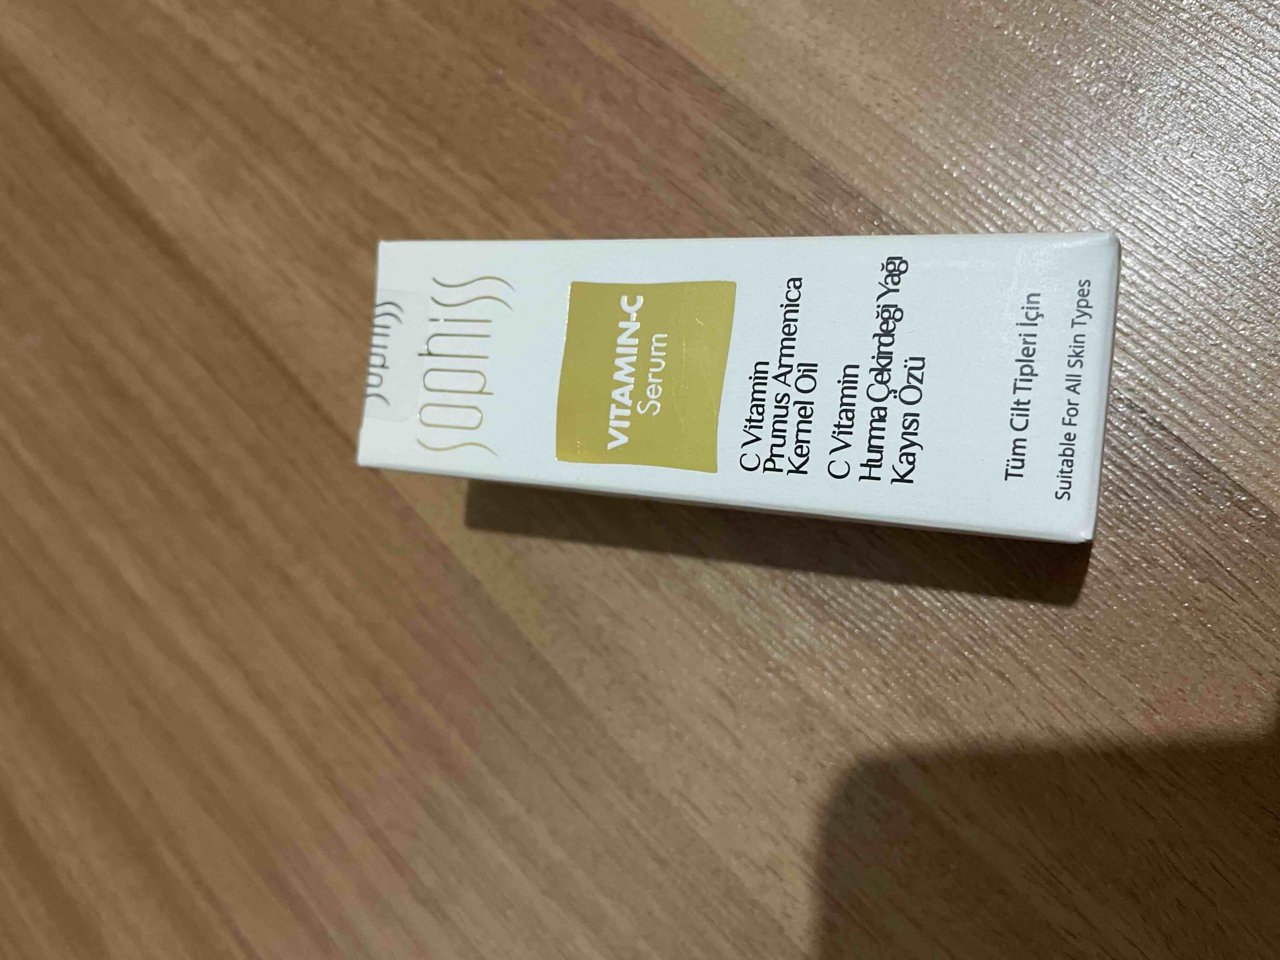 sophiss
sophiss
VITAMIN-C
Serum
C Vitamin
Prunus Armenica
Kernel Oil
C Vitamin
Hurma Çekirdeği Yağı
Kayısı Özü
Tüm Cilt Tipleri İçin
Suitable For All Skin Types